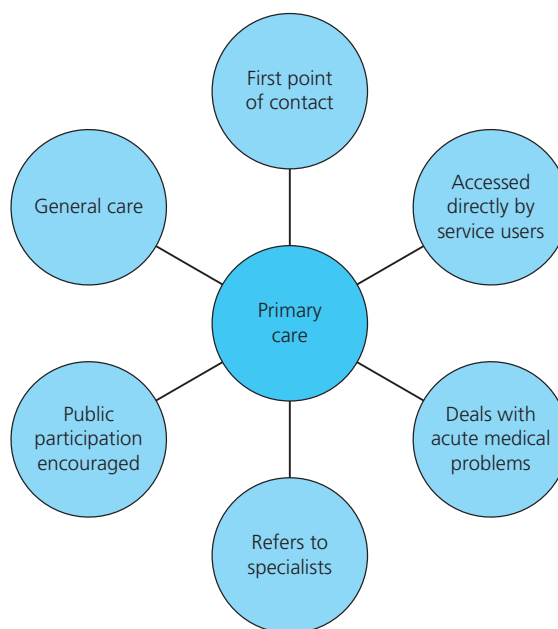 First point
of contact
General care
Accessed
directly by
service users
Primary
care
Public
participation
encouraged
Deals with
acute medical
problems
Refers to
specialists